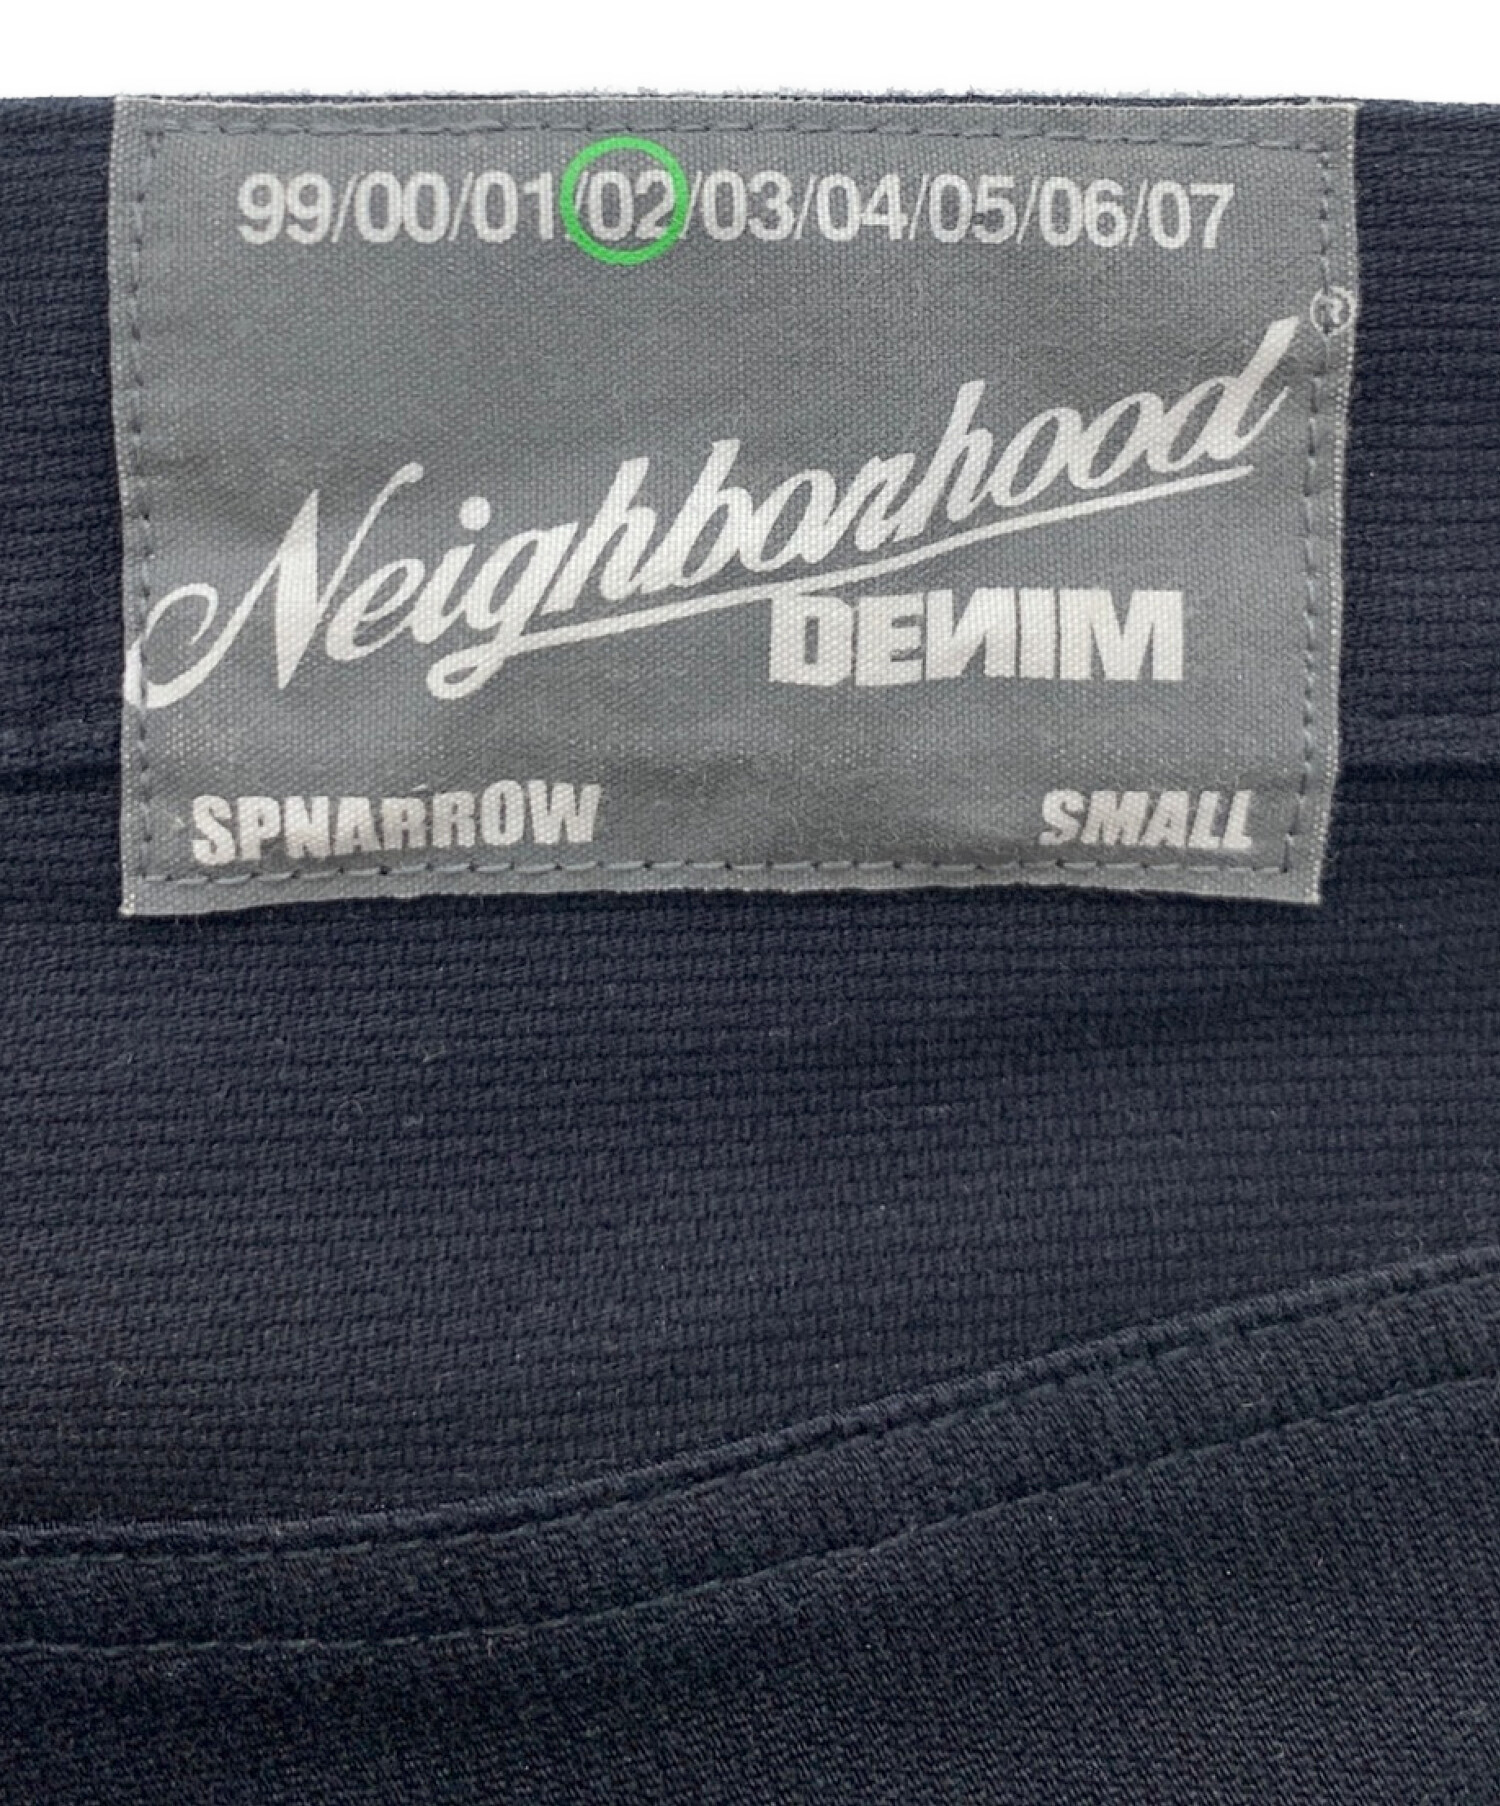 99/00/01/02/03/04/05/06/07
Neighborhood®
DENIM
SPNARROW SMALL